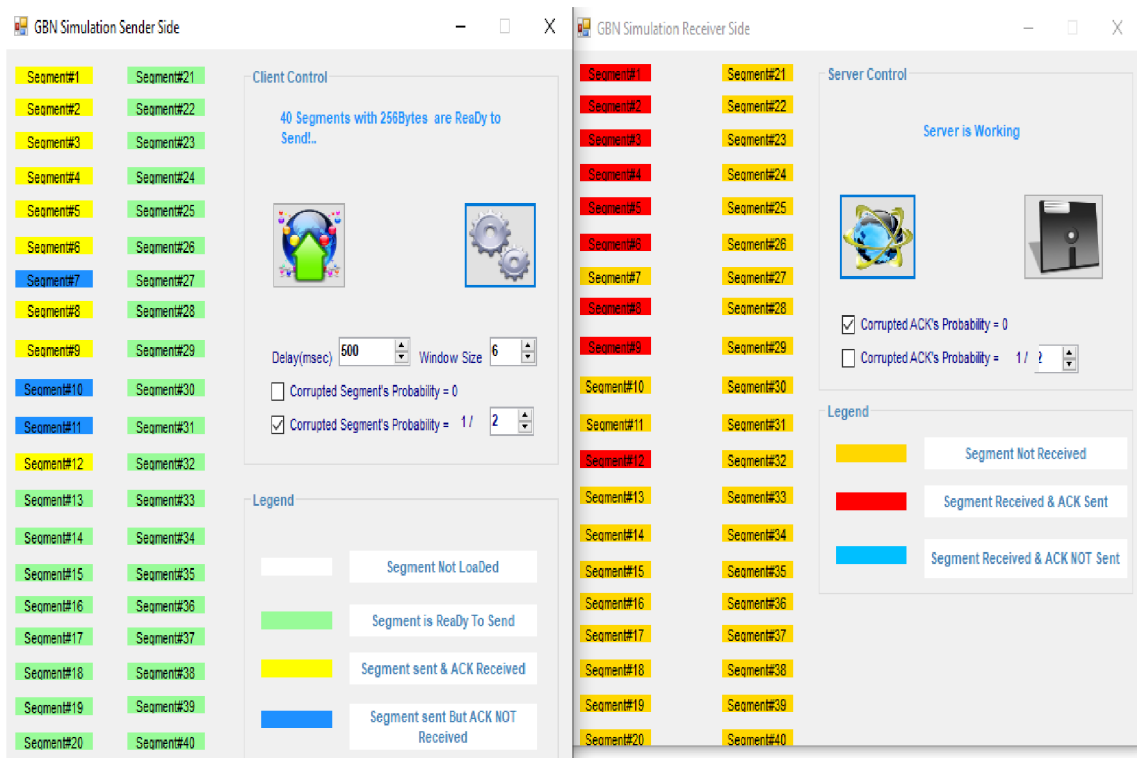 GBN Simulation Sender Side
Segment#1
Segment#2
Segment#3
Segment#4
Segment#5
Segment#6
Segment#7
Segment#8
Segment#9
Segment#10
Segment#11
Segment#12
Segment#13
Segment#14
Segment#15
Segment#16
Segment#17
Segment#18
Segment#19
Segment#20
Segment#21
Segment#22
Segment#23
Segment#24
Segment#25
Segment#26
Segment#27
Segment#28
Segment#29
Segment#30
Segment#31
Segment#32
Segment#33
Segment#34
Segment#35
Segment#36
Segment#37
Segment#38
Segment#39
Segment#40
Client Control
40 Segments with 256Bytes are ReaDy to
Send!..
Delay(msec) 500 Window Size 6
Corrupted Segment's Probability = 0
Corrupted Segment's Probability = 1 / 2
Legend
Segment Not LoaDed
Segment is ReaDy To Send
Segment sent & ACK Received
Segment sent But ACK NOT
Received
GBN Simulation Receiver Side
Segment#1
Segment#2
Segment#3
Segment#4
Segment#5
Segment#6
Segment#7
Segment#8
Segment#9
Segment#10
Segment#11
Segment#12
Segment#13
Segment#14
Segment#15
Segment#16
Segment#17
Segment#18
Segment#19
Segment#20
Segment#21
Segment#22
Segment#23
Segment#24
Segment#25
Segment#26
Segment#27
Segment#28
Segment#29
Segment#30
Segment#31
Segment#32
Segment#33
Segment#34
Segment#35
Segment#36
Segment#37
Segment#38
Segment#39
Segment#40
Server Control
Server is Working
Corrupted ACK's Probability = 0
Corrupted ACK's Probability = 1 / 2
Legend
Segment Not Received
Segment Received & ACK Sent
Segment Received & ACK NOT Sent